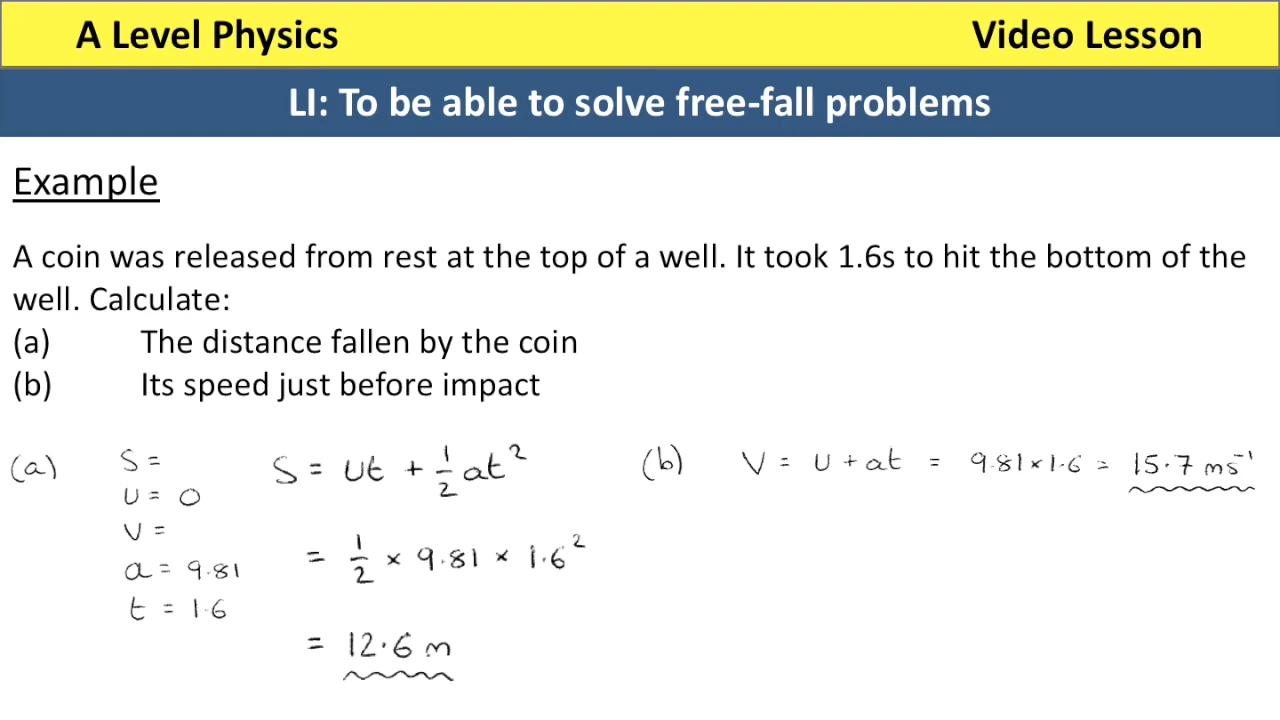 A Level Physics
Video Lesson
LI: To be able to solve free-fall problems
Example
A coin was released from rest at the top of a well. It took 1.6s to hit the bottom of the
well. Calculate:
(a) The distance fallen by the coin
(b) Its speed just before impact
(a)
S =
U = 0
V =
a = 9.81
t = 1.6
S = Ut + 1/2 at²
= 1/2 × 9.81 × 1.6²
= 12.6 m
(b) V = U + at = 9.81 × 1.6 = 15.7 ms⁻¹